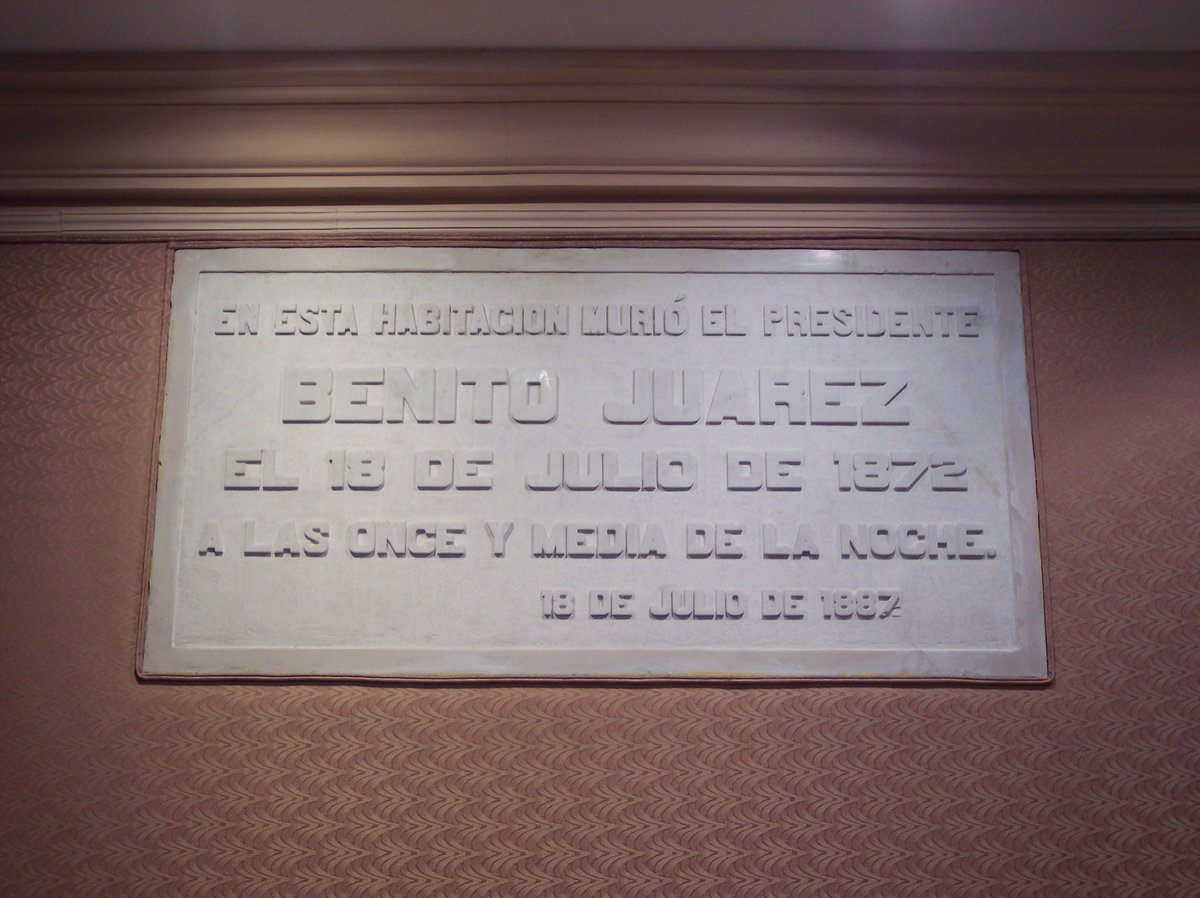 EN ESTA HABITACION MURIÓ EL PRESIDENTE
BENITO JUAREZ
EL 18 DE JULIO DE 1872
A LAS ONCE Y MEDIA DE LA NOCHE.
18 DE JULIO DE 1887.